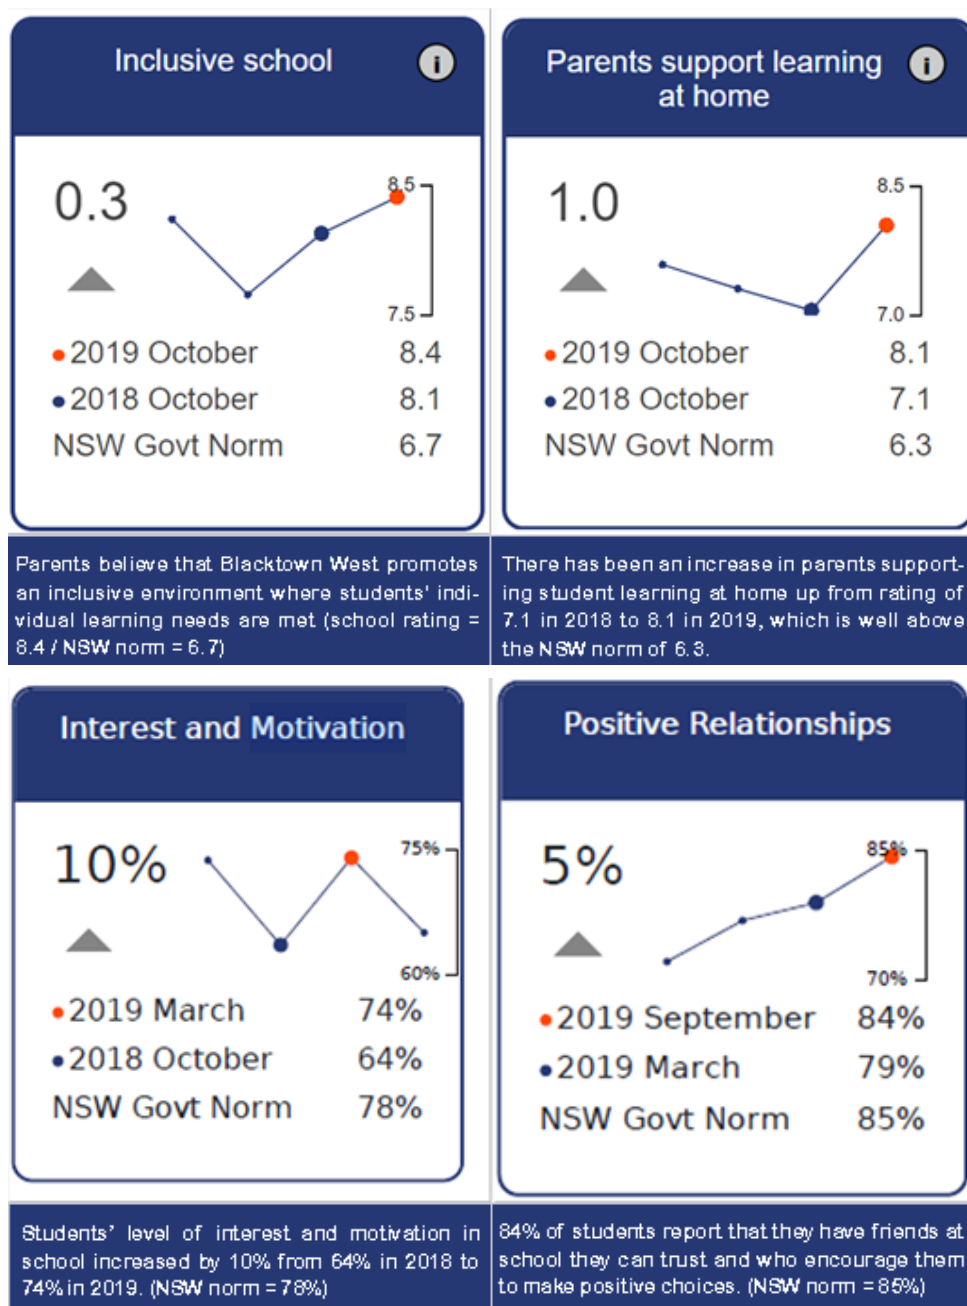 Inclusive school
i
0.3
8.5
7.5
2019 October 8.4
2018 October 8.1
NSW Govt Norm 6.7
Parents believe that Blacktown West promotes
an inclusive environment where students' indi-
vidual learning needs are met (school rating =
8.4 / NSW norm = 6.7)
Parents support learning
at home
i
1.0
8.5
7.0
2019 October 8.1
2018 October 7.1
NSW Govt Norm 6.3
There has been an increase in parents support-
ing student learning at home up from rating of
7.1 in 2018 to 8.1 in 2019, which is well above
the NSW norm of 6.3.
Interest and Motivation
10%
75%
60%
2019 March 74%
2018 October 64%
NSW Govt Norm 78%
Students' level of interest and motivation in
school increased by 10% from 64% in 2018 to
74% in 2019. (NSW norm = 78%)
Positive Relationships
5%
85%
70%
2019 September 84%
2019 March 79%
NSW Govt Norm 85%
84% of students report that they have friends at
school they can trust and who encourage them
to make positive choices. (NSW norm = 85%)